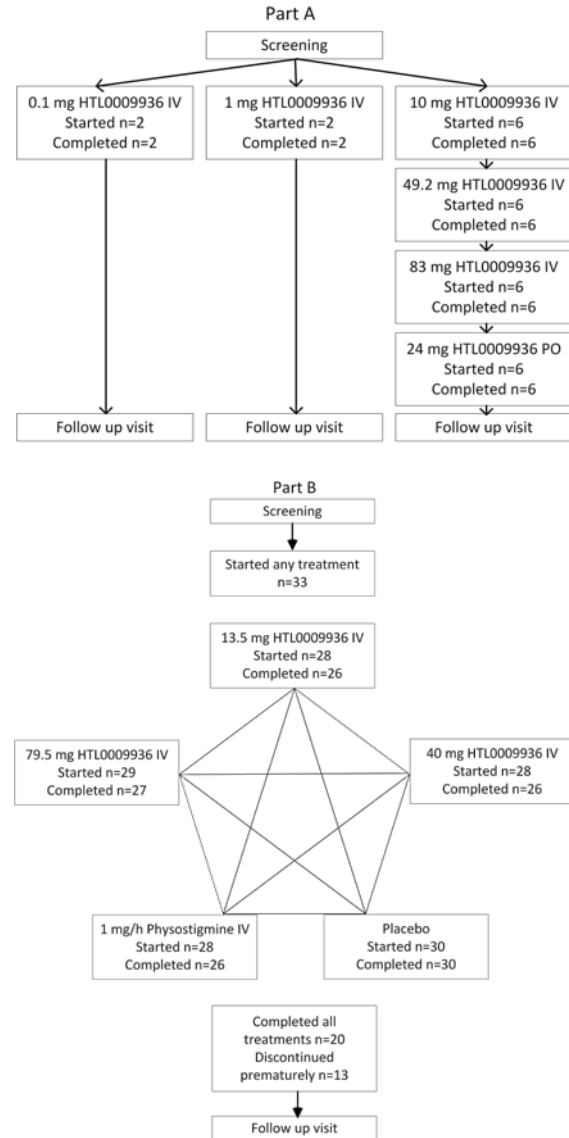 Part A
Screening
0.1 mg HTL0009936 IV
Started n=2
Completed n=2
1 mg HTL0009936 IV
Started n=2
Completed n=2
10 mg HTL0009936 IV
Started n=6
Completed n=6
49.2 mg HTL0009936 IV
Started n=6
Completed n=6
83 mg HTL0009936 IV
Started n=6
Completed n=6
24 mg HTL0009936 PO
Started n=6
Completed n=6
Follow up visit
Follow up visit
Follow up visit
Part B
Screening
Started any treatment
n=33
13.5 mg HTL0009936 IV
Started n=28
Completed n=26
79.5 mg HTL0009936 IV
Started n=29
Completed n=27
40 mg HTL0009936 IV
Started n=28
Completed n=26
1 mg/h Physostigmine IV
Started n=28
Completed n=26
Placebo
Started n=30
Completed n=30
Completed all
treatments n=20
Discontinued
prematurely n=13
Follow up visit